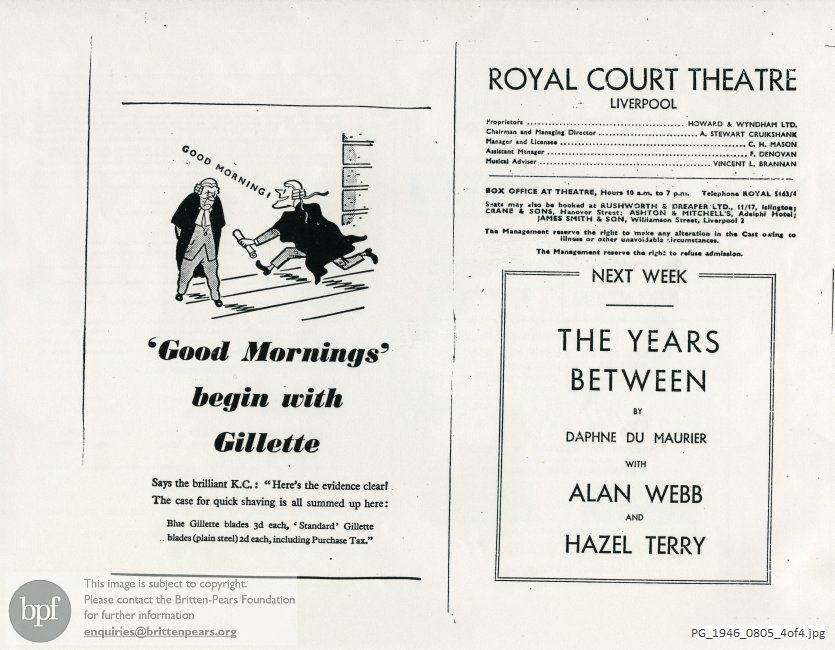 GOOD MORNING!
'Good Mornings'
begin with
Gillette
Says the brilliant K.C.: "Here's the evidence clear!
The case for quick shaving is all summed up here:
Blue Gillette blades 3d each, 'Standard' Gillette
blades (plain steel) 2d each, including Purchase Tax."
ROYAL COURT THEATRE
LIVERPOOL
Proprietors ... HOWARD & WYNDHAM LTD.
Chairman and Managing Director ... A. STEWART CRUIKSHANK
Manager and Licensee ... C. H. MASON
Assistant Manager ... F. DENOVAN
Musical Adviser ... VINCENT L. BRANNAN
BOX OFFICE AT THEATRE, Hours 10 a.m. to 7 p.m. Telephone ROYAL 5163/4
Seats may also be booked at RUSHWORTH & DREAPER LTD., 11/17, Islington;
CRANE & SONS, Hanover Street; ASHTON & MITCHELL'S, Adelphi Hotel;
JAMES SMITH & SON, Williamson Street, Liverpool 2
The Management reserve the right to make any alteration in the Cast owing to
illness or other unavoidable circumstances.
The Management reserve the right to refuse admission.
NEXT WEEK
THE YEARS
BETWEEN
BY
DAPHNE DU MAURIER
WITH
ALAN WEBB
AND
HAZEL TERRY
bpf
This image is subject to copyright.
Please contact the Britten-Pears Foundation
for further information
enquiries@brittenpears.org
PG_1946_0805_4of4.jpg